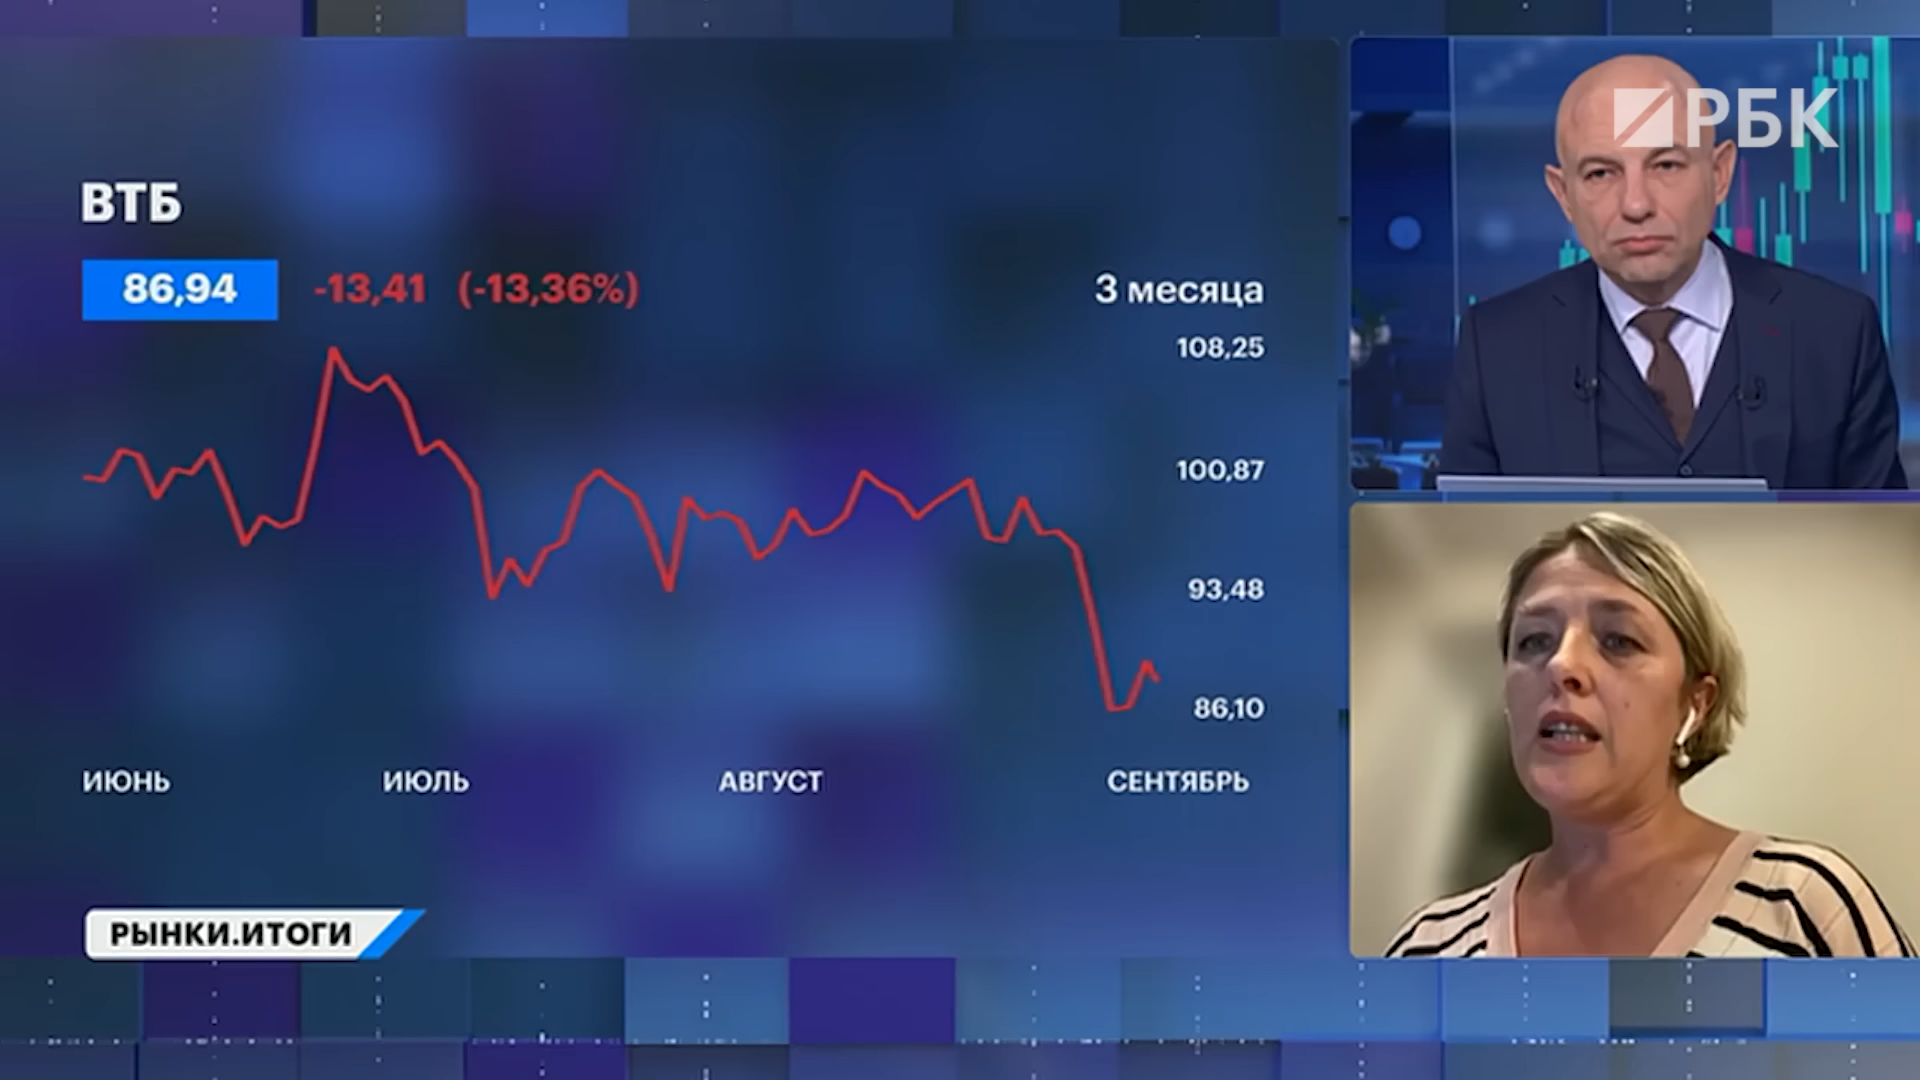 РБК
ВТБ
86,94 -13,41 (-13,36%)
3 месяца
108,25
100,87
93,48
86,10
ИЮНЬ ИЮЛЬ АВГУСТ СЕНТЯБРЬ
РЫНКИ.ИТОГИ